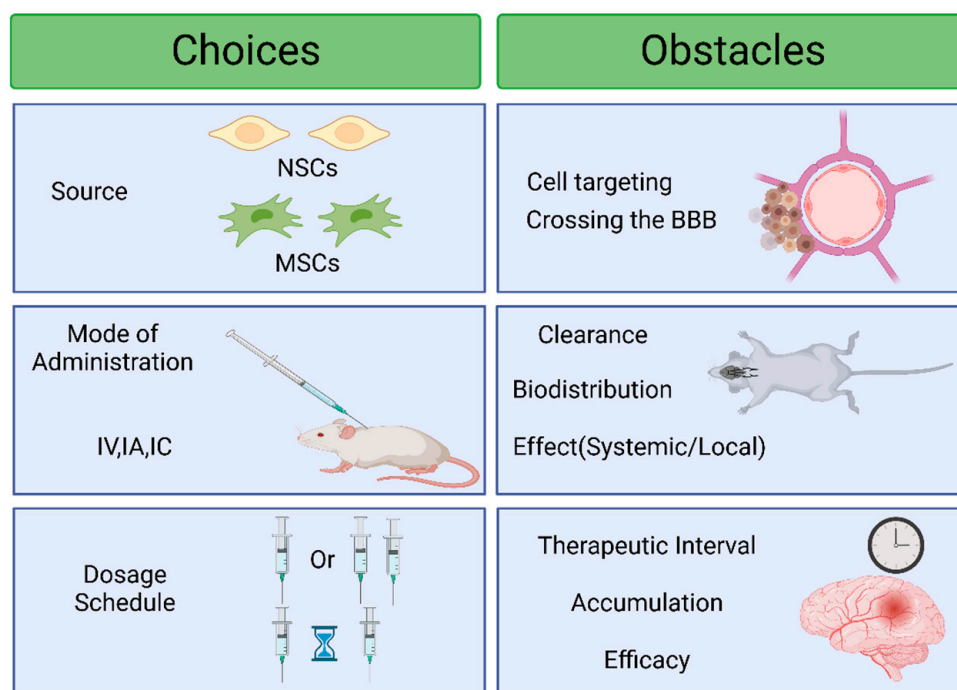 Choices
Obstacles
Source
NSCs
MSCs
Cell targeting
Crossing the BBB
Mode of
Administration
IV,IA,IC
Clearance
Biodistribution
Effect(Systemic/Local)
Dosage
Schedule
Or
Therapeutic Interval
Accumulation
Efficacy